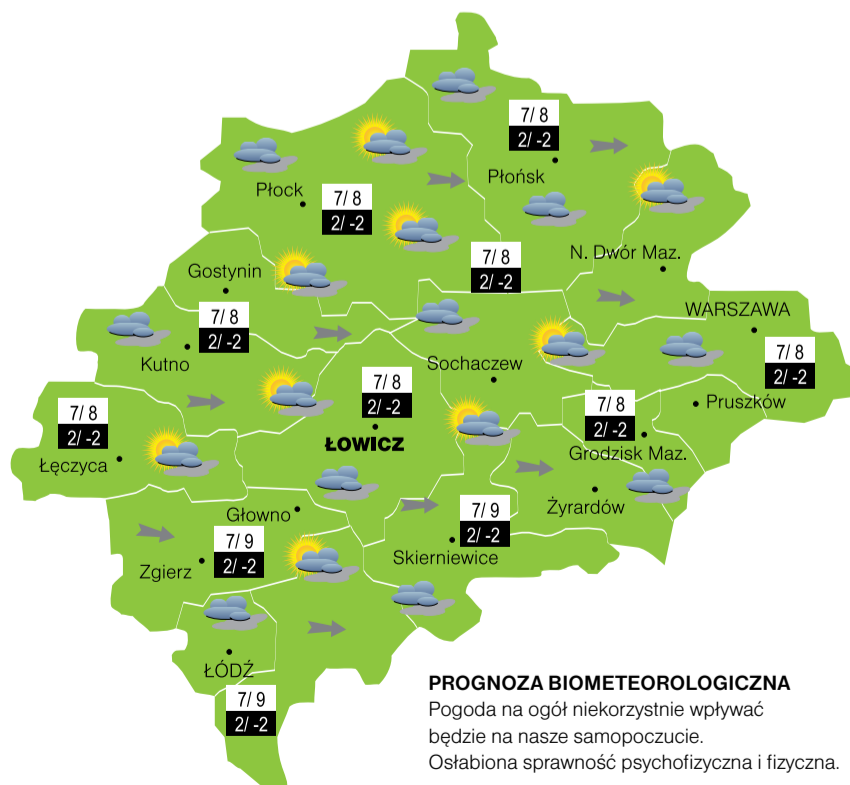 7/ 8
2/ -2
Płońsk
Płock
7/ 8
2/ -2
N. Dwór Maz.
7/ 8
2/ -2
Gostynin
WARSZAWA
7/ 8
2/ -2
Kutno
7/ 8
2/ -2
Sochaczew
7/ 8
2/ -2
ŁOWICZ
Pruszków
7/ 8
2/ -2
Grodzisk Maz.
7/ 8
2/ -2
Łęczyca
Żyrardów
Głowno
7/ 9
2/ -2
Skierniewice
7/ 9
2/ -2
Zgierz
ŁÓDŹ
7/ 9
2/ -2
PROGNOZA BIOMETEOROLOGICZNA
Pogoda na ogół niekorzystnie wpływać
będzie na nasze samopoczucie.
Osłabiona sprawność psychofizyczna i fizyczna.